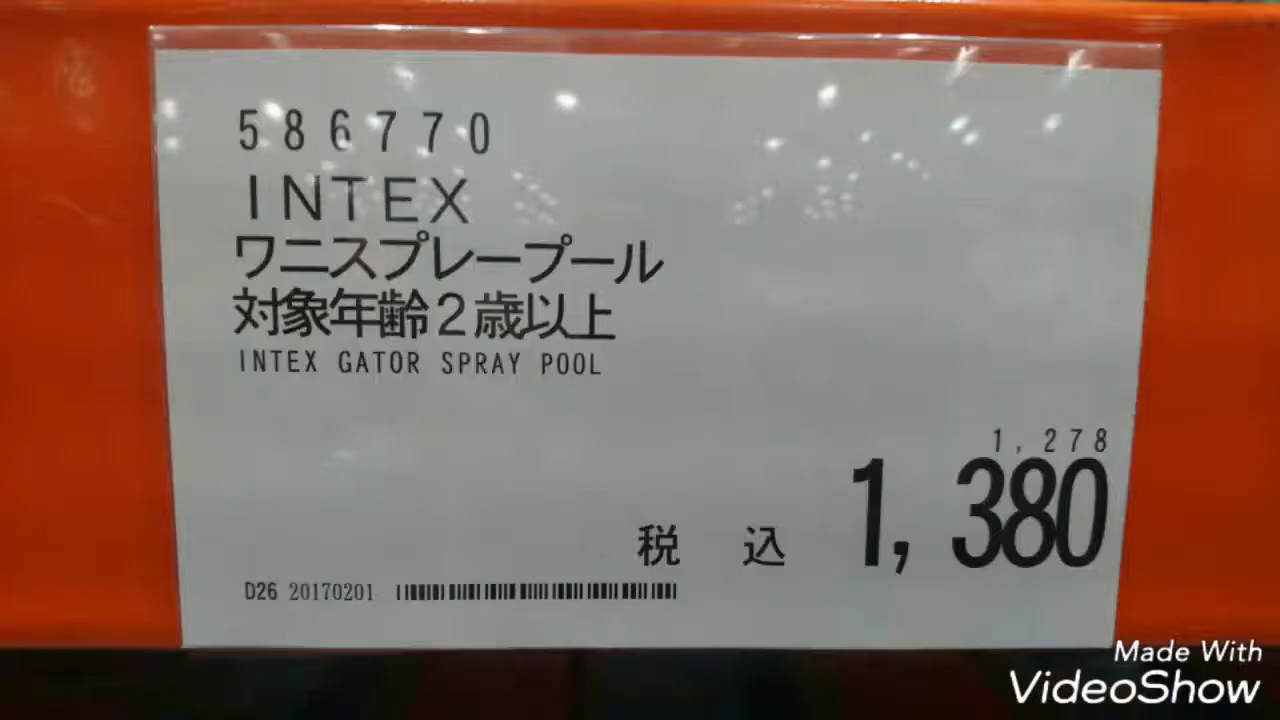 586770
INTEX
ワニスプレープール
対象年齢2歳以上
INTEX GATOR SPRAY POOL
1,278
税込 1,380
D26 20170201
Made With
VideoShow